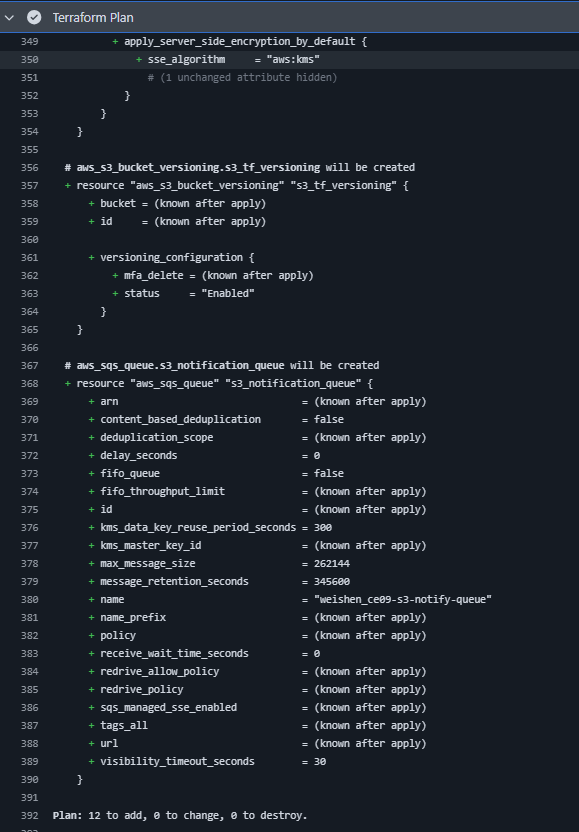 Terraform Plan
349 + apply_server_side_encryption_by_default {
350 + sse_algorithm     = "aws:kms"
351 # (1 unchanged attribute hidden)
352 }
353 }
354 }
355
356 # aws_s3_bucket_versioning.s3_tf_versioning will be created
357 + resource "aws_s3_bucket_versioning" "s3_tf_versioning" {
358 + bucket = (known after apply)
359 + id     = (known after apply)
360
361 + versioning_configuration {
362 + mfa_delete = (known after apply)
363 + status     = "Enabled"
364 }
365 }
366
367 # aws_sqs_queue.s3_notification_queue will be created
368 + resource "aws_sqs_queue" "s3_notification_queue" {
369 + arn                               = (known after apply)
370 + content_based_deduplication       = false
371 + deduplication_scope               = (known after apply)
372 + delay_seconds                     = 0
373 + fifo_queue                        = false
374 + fifo_throughput_limit             = (known after apply)
375 + id                                = (known after apply)
376 + kms_data_key_reuse_period_seconds = 300
377 + kms_master_key_id                 = (known after apply)
378 + max_message_size                  = 262144
379 + message_retention_seconds         = 345600
380 + name                              = "weishen_ce09-s3-notify-queue"
381 + name_prefix                       = (known after apply)
382 + policy                            = (known after apply)
383 + receive_wait_time_seconds         = 0
384 + redrive_allow_policy              = (known after apply)
385 + redrive_policy                    = (known after apply)
386 + sqs_managed_sse_enabled           = (known after apply)
387 + tags_all                          = (known after apply)
388 + url                               = (known after apply)
389 + visibility_timeout_seconds        = 30
390 }
391
392 Plan: 12 to add, 0 to change, 0 to destroy.